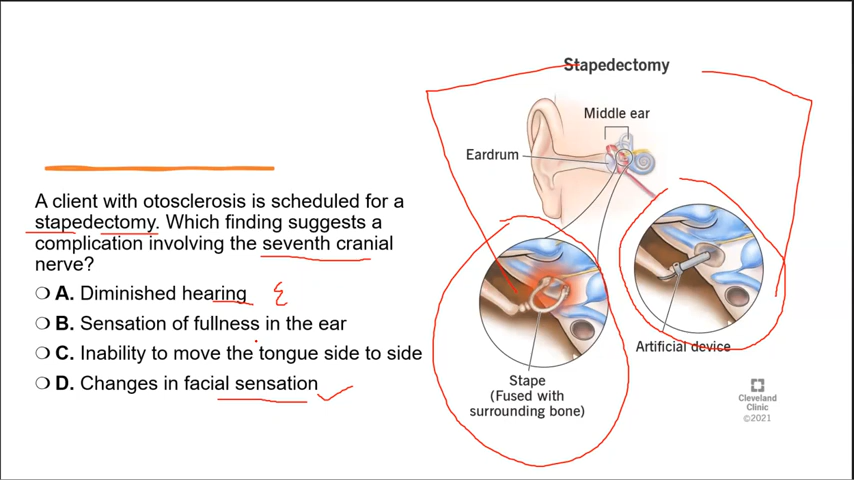 Stapedectomy
Middle ear
Eardrum
A client with otosclerosis is scheduled for a
stapedectomy. Which finding suggests a
complication involving the seventh cranial
nerve?
A. Diminished hearing
B. Sensation of fullness in the ear
C. Inability to move the tongue side to side
D. Changes in facial sensation
Artificial device
Stape
(Fused with
surrounding bone)
Cleveland
Clinic
©2021